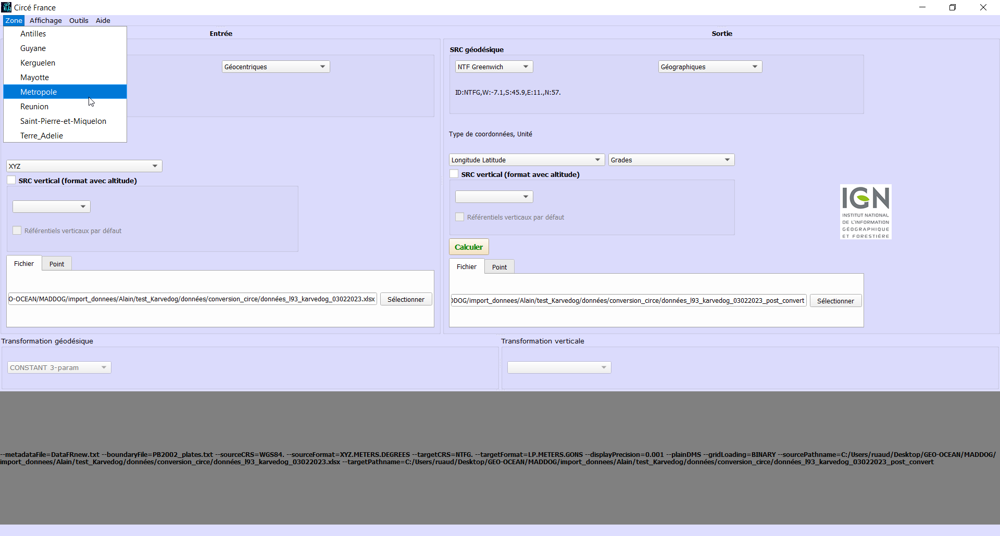 Circé France
Zone Affichage Outils Aide
Antilles
Guyane
Kerguelen
Mayotte
Metropole
Reunion
Saint-Pierre-et-Miquelon
Terre_Adelie
Entrée
Géocentriques
XYZ
SRC vertical (format avec altitude)
Référentiels verticaux par défaut
Fichier Point
O-OCEAN/MADDOG/import_donnees/Alain/test_Karvedog/données/conversion_circe/données_l93_karvedog_03022023.xlsx Sélectionner
Sortie
SRC géodésique
NTF Greenwich Géographiques
ID:NTFG,W:-7.1,S:45.9,E:11.,N:57.
Type de coordonnées, Unité
Longitude Latitude Grades
SRC vertical (format avec altitude)
Référentiels verticaux par défaut
IGN
INSTITUT NATIONAL
DE L'INFORMATION
GÉOGRAPHIQUE
ET FORESTIÈRE
Calculer
Fichier Point
DDOG/import_donnees/Alain/test_Karvedog/données/conversion_circe/données_l93_karvedog_03022023_post_convert Sélectionner
Transformation géodésique
CONSTANT 3-param
Transformation verticale
--metadataFile=DataFRnew.txt --boundaryFile=PB2002_plates.txt --sourceCRS=WGS84. --sourceFormat=XYZ.METERS.DEGREES --targetCRS=NTFG. --targetFormat=LP.METERS.GONS --displayPrecision=0.001 --plainDMS --gridLoading=BINARY --sourcePathname=C:/Users/ruaud/Desktop/GEO-OCEAN/MADDOG/
import_donnees/Alain/test_Karvedog/données/conversion_circe/données_l93_karvedog_03022023.xlsx --targetPathname=C:/Users/ruaud/Desktop/GEO-OCEAN/MADDOG/import_donnees/Alain/test_Karvedog/données/conversion_circe/données_l93_karvedog_03022023_post_convert